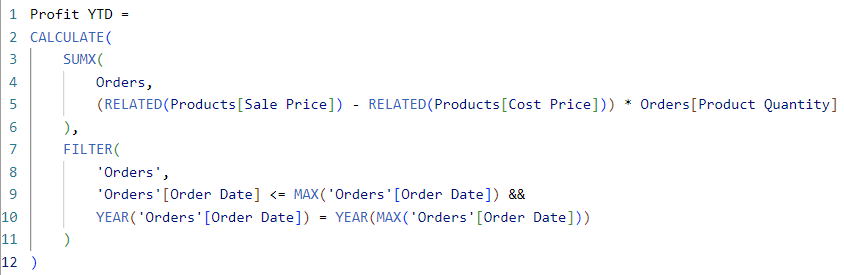 1 Profit YTD =
2 CALCULATE(
3 SUMX(
4 Orders,
5 (RELATED(Products[Sale Price]) - RELATED(Products[Cost Price])) * Orders[Product Quantity]
6 ),
7 FILTER(
8 'Orders',
9 'Orders'[Order Date] <= MAX('Orders'[Order Date]) &&
10 YEAR('Orders'[Order Date]) = YEAR(MAX('Orders'[Order Date]))
11 )
12 )